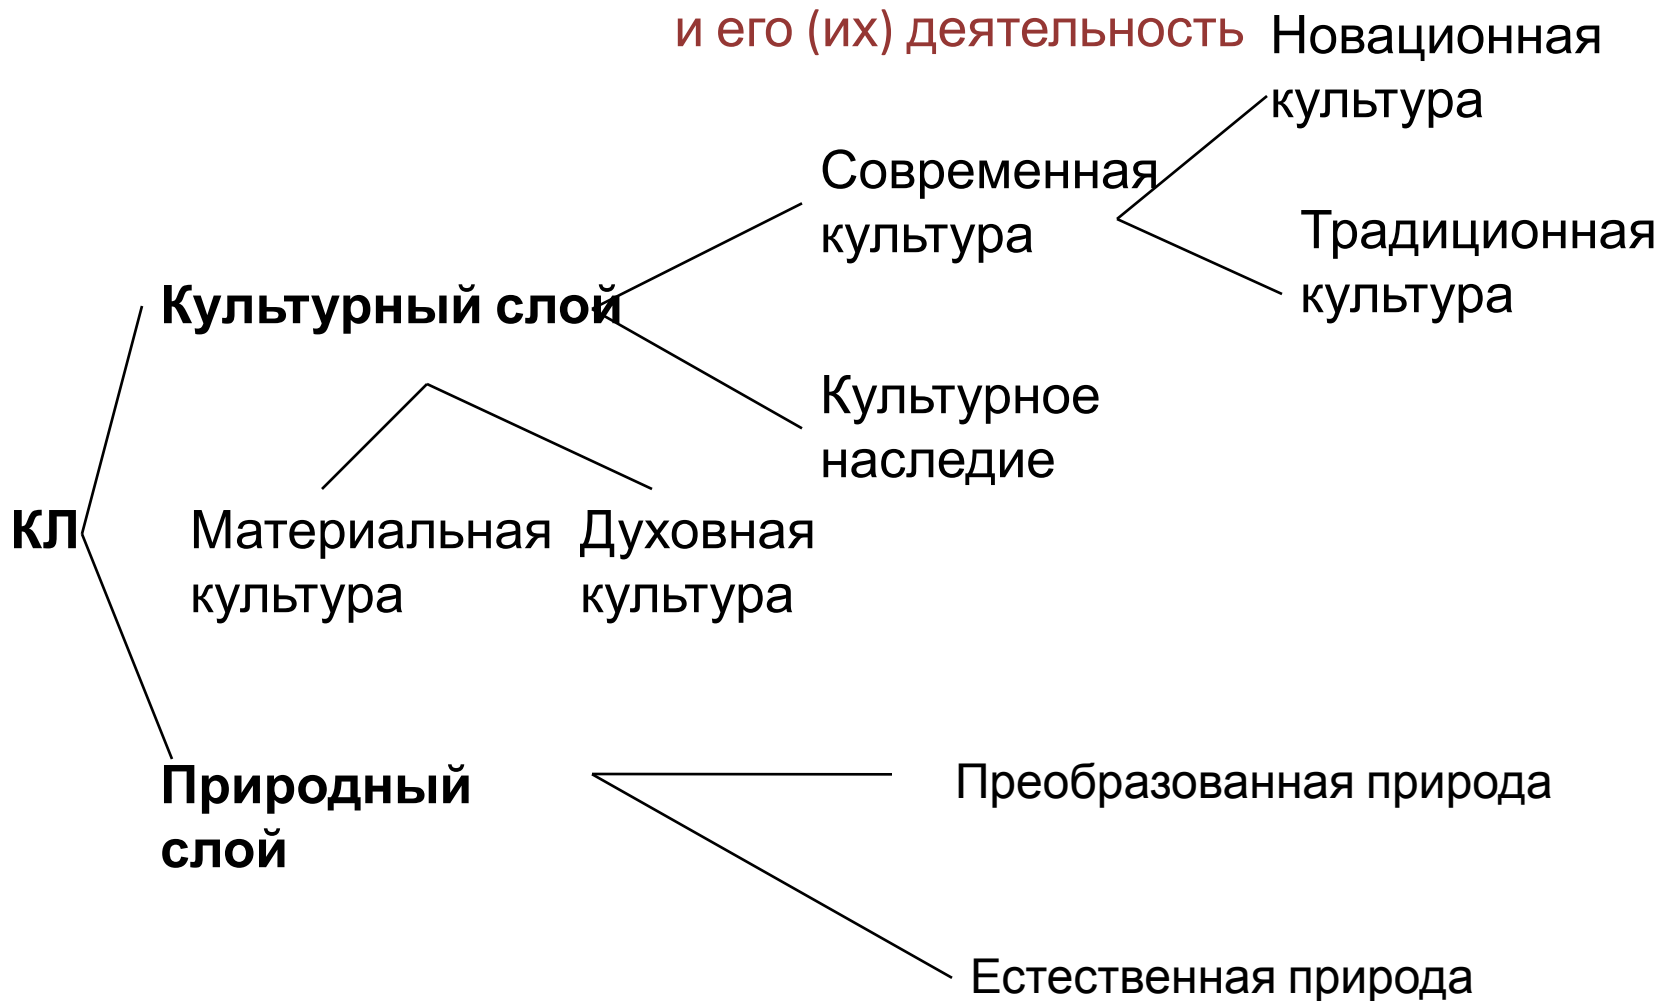 и его (их) деятельность
Новационная
культура
Современная
культура
Традиционная
культура
Культурный слой
Культурное
наследие
КЛ
Материальная
культура
Духовная
культура
Природный
слой
Преобразованная природа
Естественная природа